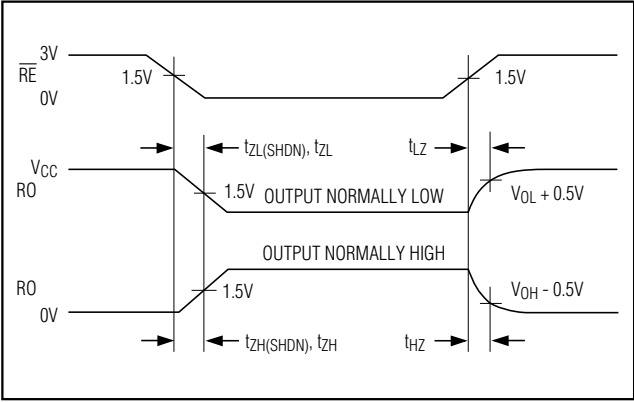 3V
R̅E̅
1.5V
1.5V
0V
tZL(SHDN), tZL
tLZ
VCC
RO
1.5V
OUTPUT NORMALLY LOW
VOL + 0.5V
OUTPUT NORMALLY HIGH
RO
1.5V
VOH - 0.5V
0V
tZH(SHDN), tZH
tHZ